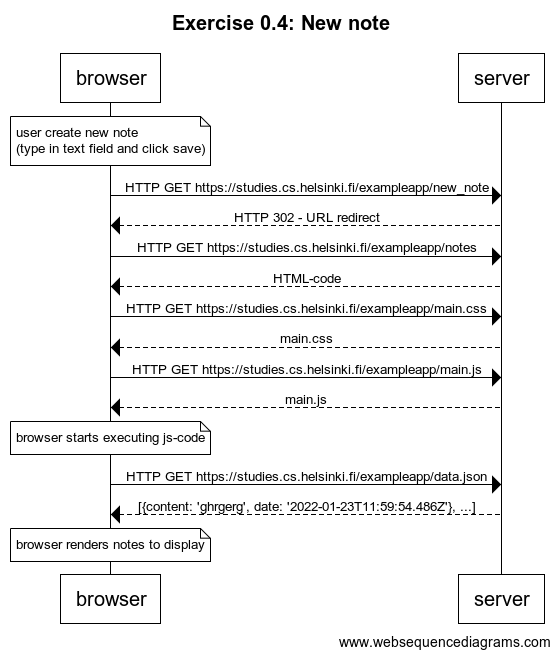 Exercise 0.4: New note
browser
server
user create new note
(type in text field and click save)
HTTP GET https://studies.cs.helsinki.fi/exampleapp/new_note
HTTP 302 - URL redirect
HTTP GET https://studies.cs.helsinki.fi/exampleapp/notes
HTML-code
HTTP GET https://studies.cs.helsinki.fi/exampleapp/main.css
main.css
HTTP GET https://studies.cs.helsinki.fi/exampleapp/main.js
main.js
browser starts executing js-code
HTTP GET https://studies.cs.helsinki.fi/exampleapp/data.json
[{content: 'ghrgerg', date: '2022-01-23T11:59:54.486Z'}, ...]
browser renders notes to display
browser
server
www.websequencediagrams.com